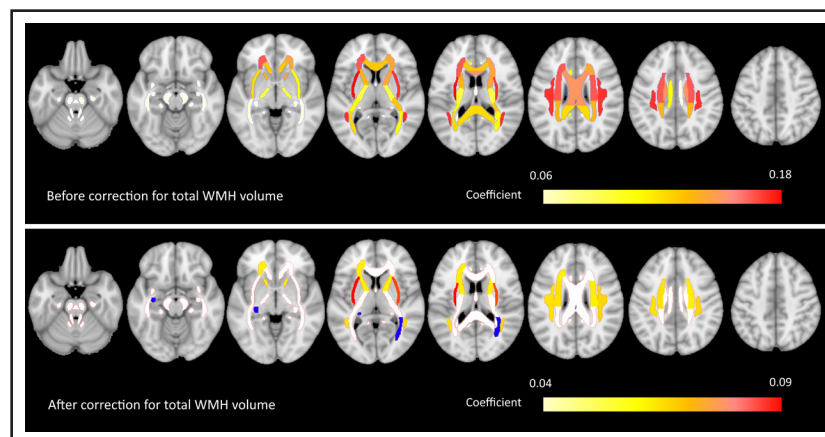 0.06
0.18
Before correction for total WMH volume
Coefficient
0.04
0.09
After correction for total WMH volume
Coefficient